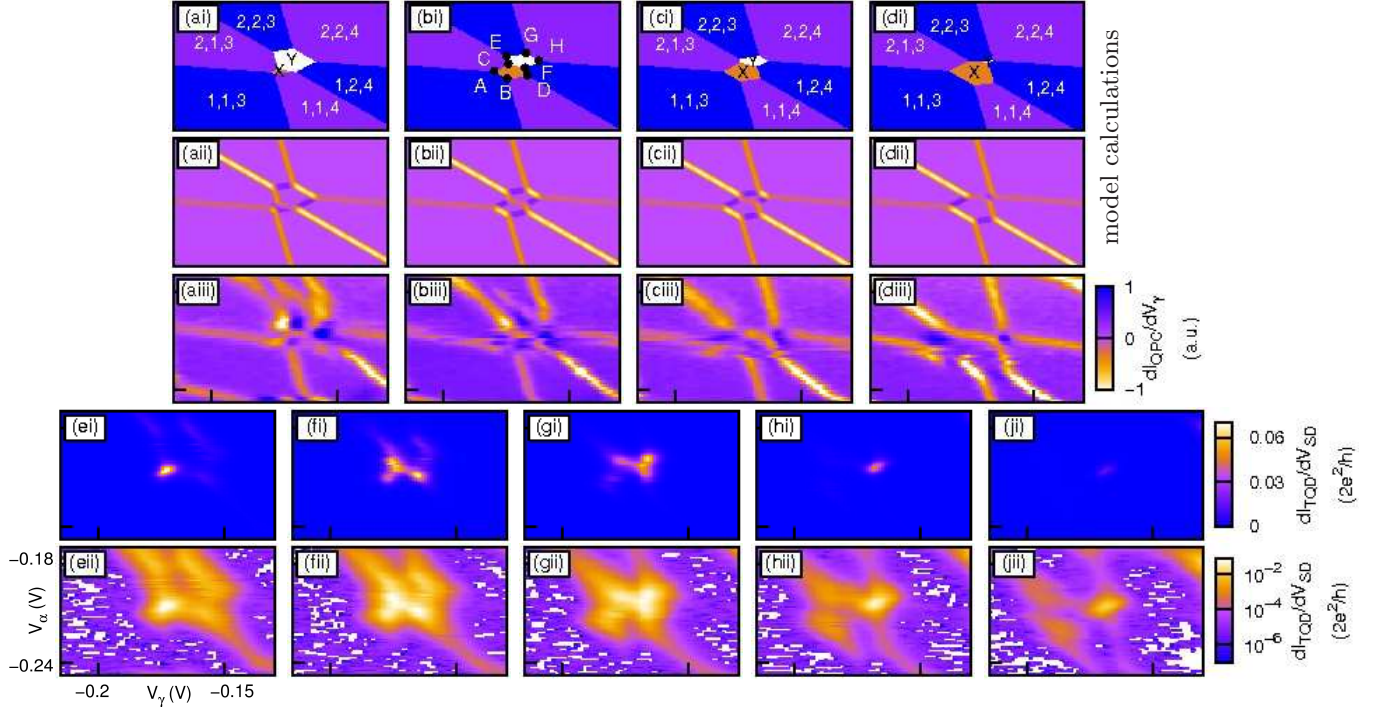 (ai)
2,2,3
2,1,3
2,2,4
Y
X
1,2,4
1,1,3
1,1,4
(bi)
E
G
C
H
A
F
B
D
(ci)
2,2,3
2,1,3
2,2,4
Y
X
1,2,4
1,1,3
1,1,4
(di)
2,2,3
2,1,3
2,2,4
X
1,2,4
1,1,3
1,1,4
model calculations
(aii)
(bii)
(cii)
(dii)
(aiii)
(biii)
(ciii)
(diii)
1
0
−1
dI_QPC/dV_γ
(a.u.)
(ei)
(fi)
(gi)
(hi)
(ji)
0.06
0.03
0
dI_TQD/dV_SD
(2e²/h)
(eii)
(fii)
(gii)
(hii)
(jii)
−0.18
V_α (V)
−0.24
−0.2
V_γ (V)
−0.15
10⁻²
10⁻⁴
10⁻⁶
dI_TQD/dV_SD
(2e²/h)